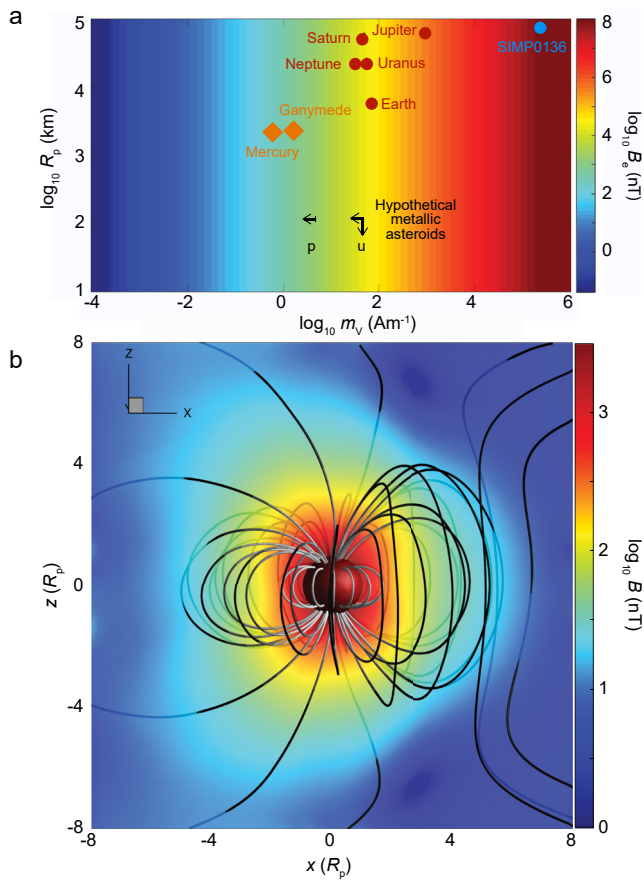 a
5
4
3
2
1
log₁₀ Rₚ (km)
Saturn
Jupiter
SIMP0136
Neptune
Uranus
Earth
Ganymede
Mercury
Hypothetical
metallic
asteroids
p
u
-4
-2
0
2
4
6
log₁₀ mᵥ (Am⁻¹)
8
6
4
2
0
log₁₀ Bₑ (nT)
b
8
4
0
-4
-8
z (Rₚ)
Z
X
-8
-4
0
4
8
x (Rₚ)
3
2
1
0
log₁₀ B (nT)